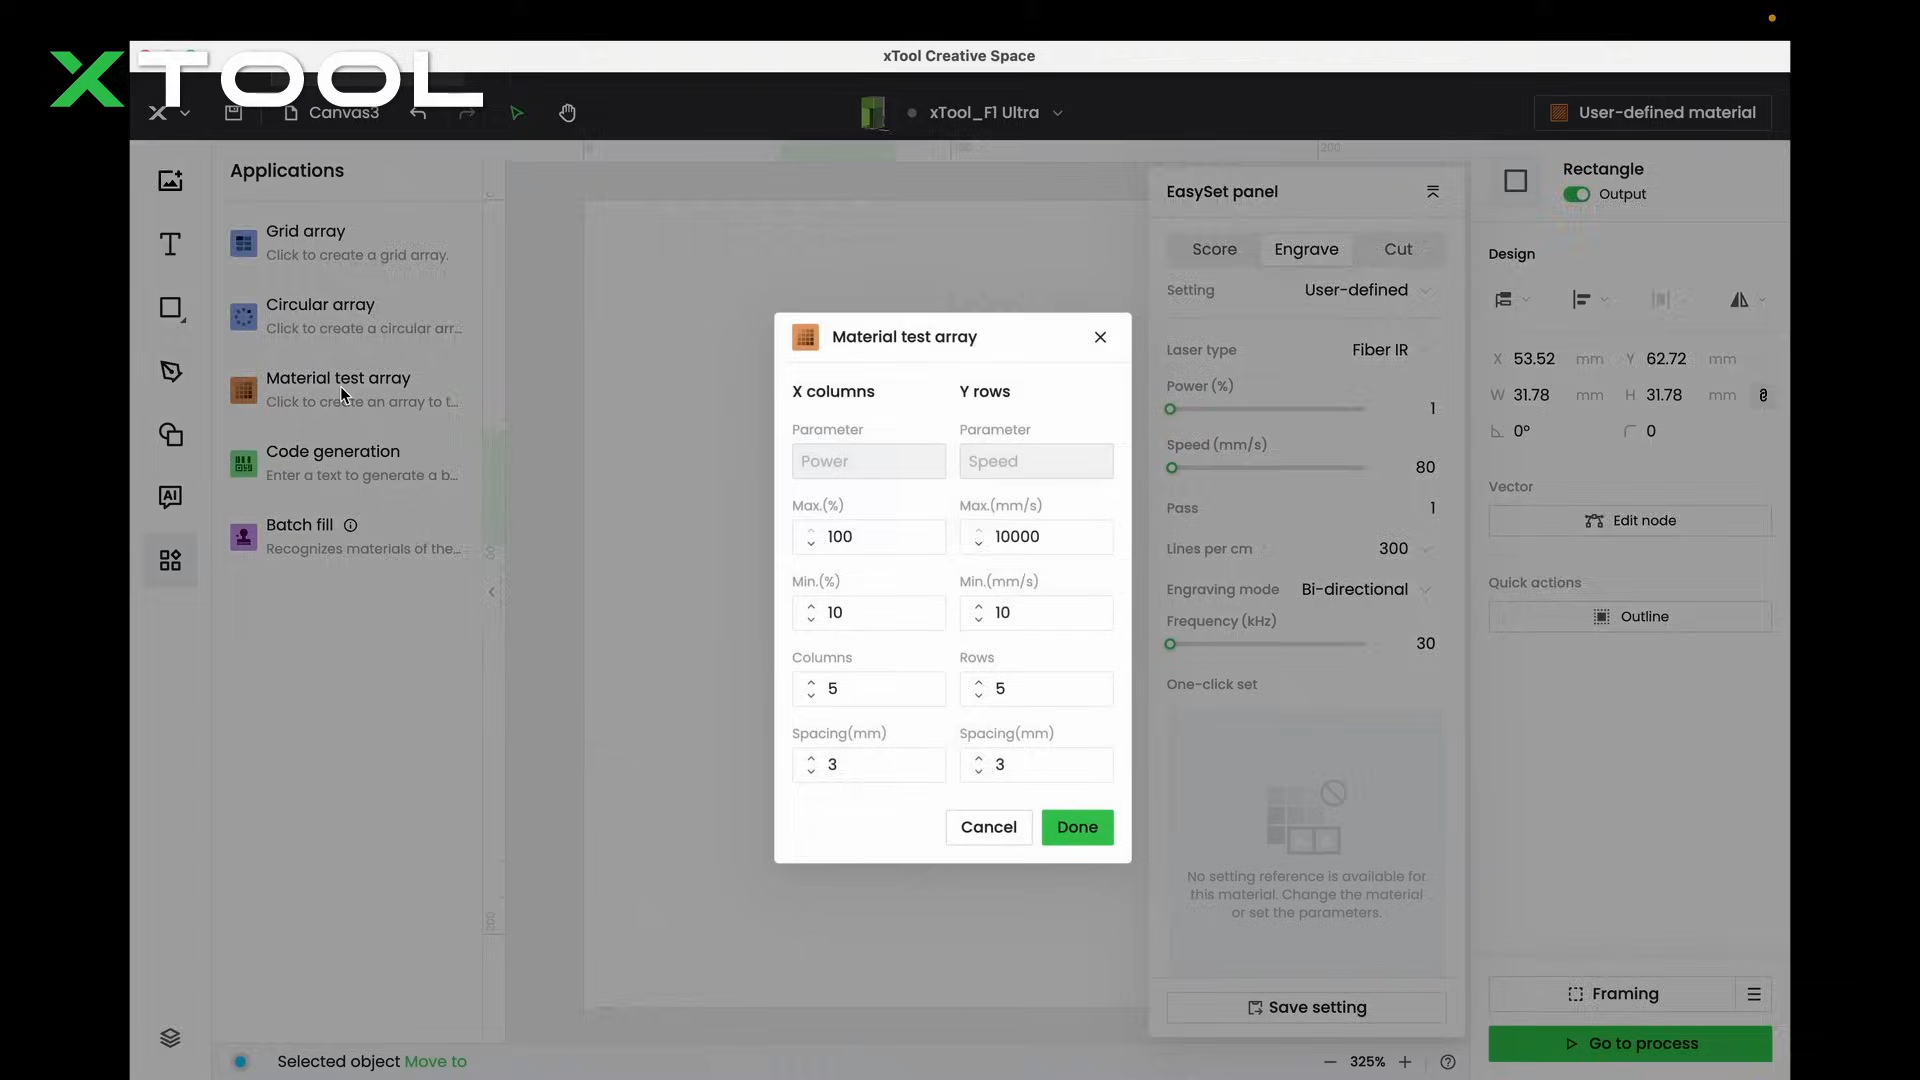 xTool Creative Space
XTOOL
Canvas3
xTool_F1 Ultra
User-defined material
Applications
Grid array
Click to create a grid array.
Circular array
Click to create a circular arr...
Material test array
Click to create an array to t...
Code generation
Enter a text to generate a b...
Batch fill
Recognizes materials of the...
200
200
Material test array
X columns
Y rows
Parameter
Parameter
Power
Speed
Max.(%)
Max.(mm/s)
100
10000
Min.(%)
Min.(mm/s)
10
10
Columns
Rows
5
5
Spacing(mm)
Spacing(mm)
3
3
Cancel
Done
EasySet panel
Score
Engrave
Cut
Setting
User-defined
Laser type
Fiber IR
Power (%)
1
Speed (mm/s)
80
Pass
1
Lines per cm
300
Engraving mode
Bi-directional
Frequency (kHz)
30
One-click set
No setting reference is available for
this material. Change the material
or set the parameters.
Save setting
Rectangle
Output
Design
X 53.52 mm Y 62.72 mm
W 31.78 mm H 31.78 mm
0°
0
Vector
Edit node
Quick actions
Outline
Framing
Go to process
AI
Selected object Move to
325%